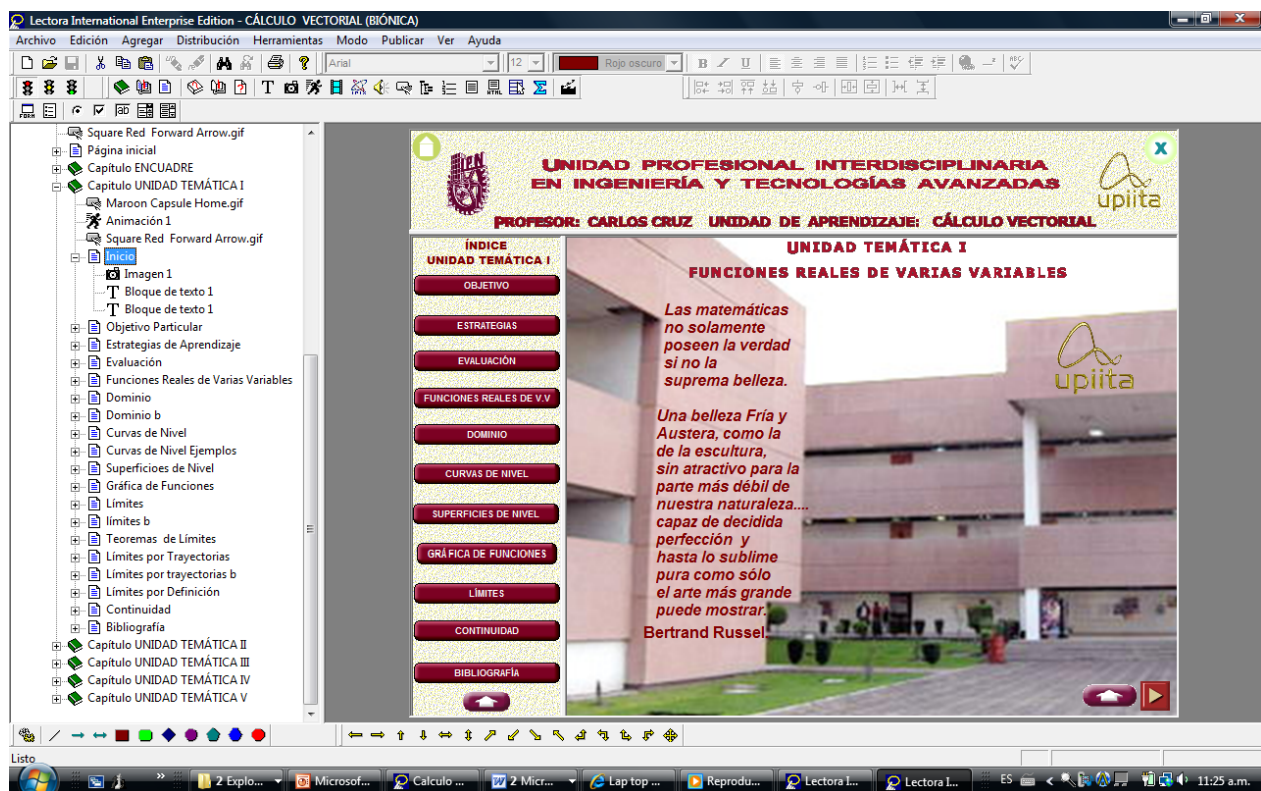 Lectora International Enterprise Edition - CÁLCULO VECTORIAL (BIÓNICA)
Archivo Edición Agregar Distribución Herramientas Modo Publicar Ver Ayuda
Arial 12 Rojo oscuro B U
Square Red Forward Arrow.gif
Página inicial
Capítulo ENCUADRE
Capitulo UNIDAD TEMÁTICA I
Maroon Capsule Home.gif
Animación 1
Square Red Forward Arrow.gif
Inicio
Imagen 1
Bloque de texto 1
Bloque de texto 1
Objetivo Particular
Estrategias de Aprendizaje
Evaluación
Funciones Reales de Varias Variables
Dominio
Dominio b
Curvas de Nivel
Curvas de Nivel Ejemplos
Superficioes de Nivel
Gráfica de Funciones
Límites
límites b
Teoremas de Límites
Límites por Trayectorias
Límites por trayectorias b
Límites por Definición
Continuidad
Bibliografía
Capítulo UNIDAD TEMÁTICA II
Capítulo UNIDAD TEMÁTICA III
Capítulo UNIDAD TEMÁTICA IV
Capítulo UNIDAD TEMÁTICA V
IPN
UNIDAD PROFESIONAL INTERDISCIPLINARIA
EN INGENIERÍA Y TECNOLOGÍAS AVANZADAS
PROFESOR: CARLOS CRUZ UNIDAD DE APRENDIZAJE: CÁLCULO VECTORIAL
X
upiita
ÍNDICE
UNIDAD TEMÁTICA I
OBJETIVO
ESTRATEGIAS
EVALUACIÓN
FUNCIONES REALES DE V.V
DOMINIO
CURVAS DE NIVEL
SUPERFICIES DE NIVEL
GRÁFICA DE FUNCIONES
LÍMITES
CONTINUIDAD
BIBLIOGRAFÍA
UNIDAD TEMÁTICA I
FUNCIONES REALES DE VARIAS VARIABLES
Las matemáticas
no solamente
poseen la verdad
si no la
suprema belleza.
Una belleza Fría y
Austera, como la
de la escultura,
sin atractivo para la
parte más débil de
nuestra naturaleza....
capaz de decidida
perfección y
hasta lo sublime
pura como sólo
el arte más grande
puede mostrar.
Bertrand Russel.
upiita
Listo
2 Explo... Microsof... Calculo ... 2 Micr... Lap top ... Reprodu... Lectora I... Lectora I... ES 11:25 a.m.